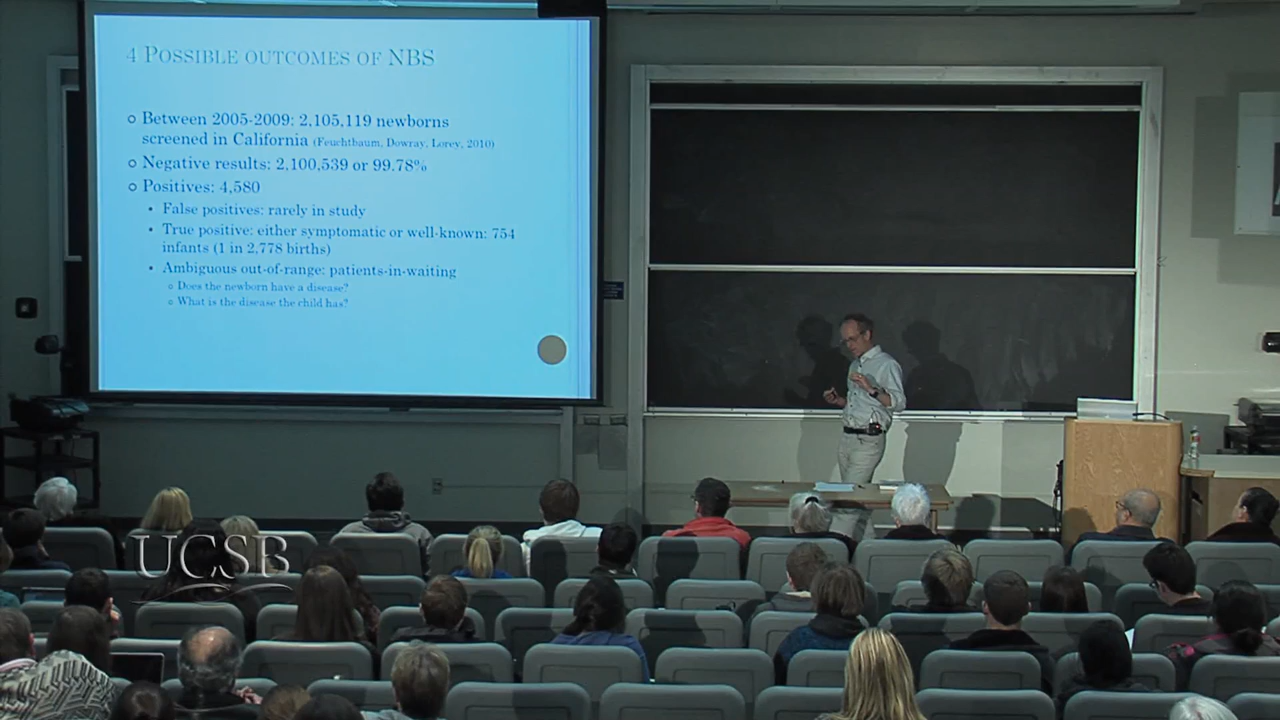 4 Possible outcomes of NBS
Between 2005-2009: 2,105,119 newborns
screened in California (Feuchtbaum, Dowray, Lorey, 2010)
Negative results: 2,100,539 or 99.78%
Positives: 4,580
False positives: rarely in study
True positive: either symptomatic or well-known: 754
infants (1 in 2,778 births)
Ambiguous out-of-range: patients-in-waiting
Does the newborn have a disease?
What is the disease the child has?
UCSB